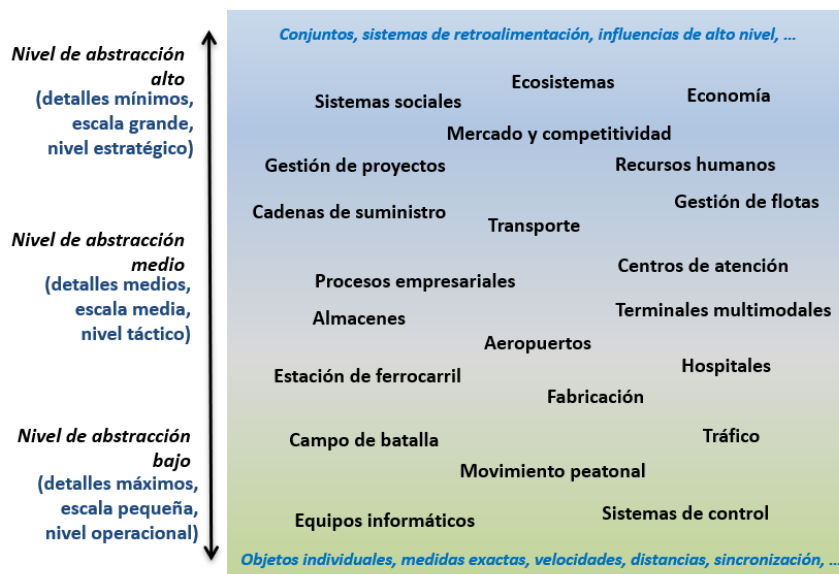 Nivel de abstracción
alto
(detalles mínimos,
escala grande,
nivel estratégico)
Nivel de abstracción
medio
(detalles medios,
escala media,
nivel táctico)
Nivel de abstracción
bajo
(detalles máximos,
escala pequeña,
nivel operacional)
Conjuntos, sistemas de retroalimentación, influencias de alto nivel, ...
Ecosistemas
Sistemas sociales
Economía
Mercado y competitividad
Gestión de proyectos
Recursos humanos
Gestión de flotas
Cadenas de suministro
Transporte
Centros de atención
Procesos empresariales
Almacenes
Terminales multimodales
Aeropuertos
Hospitales
Estación de ferrocarril
Fabricación
Campo de batalla
Tráfico
Movimiento peatonal
Equipos informáticos
Sistemas de control
Objetos individuales, medidas exactas, velocidades, distancias, sincronización, ...